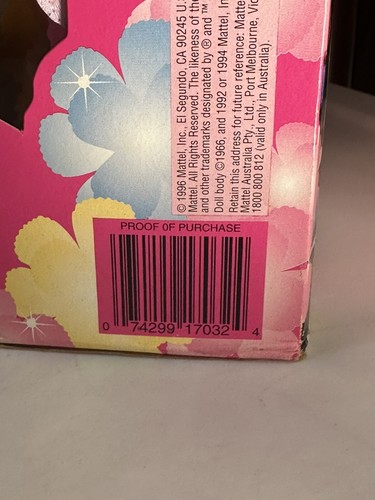 © 1996 Mattel, Inc., El Segundo, CA 90245 U.
Mattel. All Rights Reserved. The likeness of the
and other trademarks designated by ® and ™
Doll body ©1966, and 1992 or 1994 Mattel, In
Retain this address for future reference: Matte
Mattel Australia Pty., Ltd., Port Melbourne, Vic
1800 800 812 (valid only in Australia).
PROOF OF PURCHASE
0 74299 17032 4